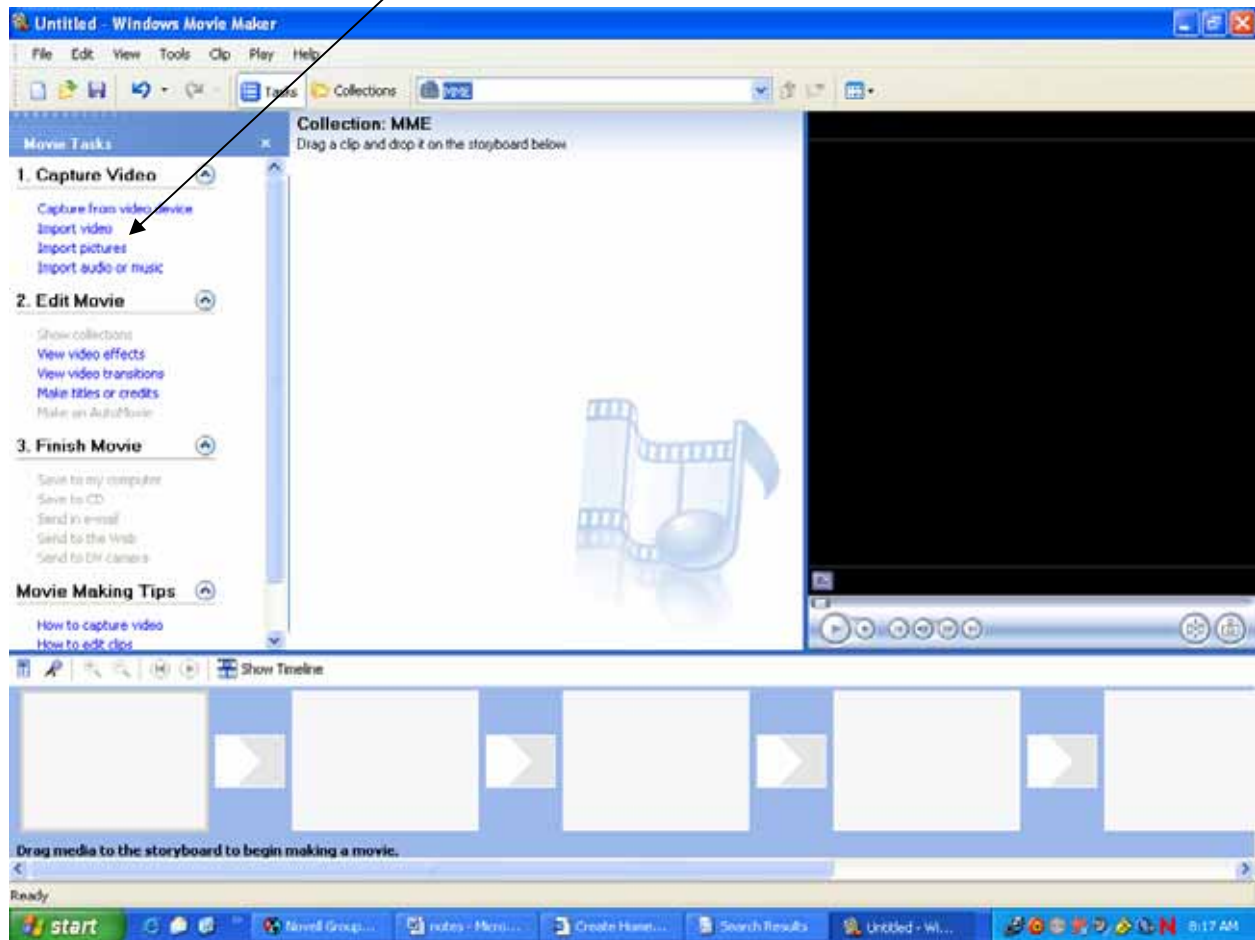 Untitled - Windows Movie Maker
File Edit View Tools Clip Play Help
Tasks Collections MME
Movie Tasks
Collection: MME
Drag a clip and drop it on the storyboard below
1. Capture Video
Capture from video device
Import video
Import pictures
Import audio or music
2. Edit Movie
Show collections
View video effects
View video transitions
Make titles or credits
Make an AutoMovie
3. Finish Movie
Save to my computer
Save to CD
Send in e-mail
Send to the Web
Send to DV camera
Movie Making Tips
How to capture video
How to edit clips
Show Timeline
Drag media to the storyboard to begin making a movie.
Ready
start Novell Group... notes - Micro... Create Home... Search Results Untitled - Wi... 8:17 AM